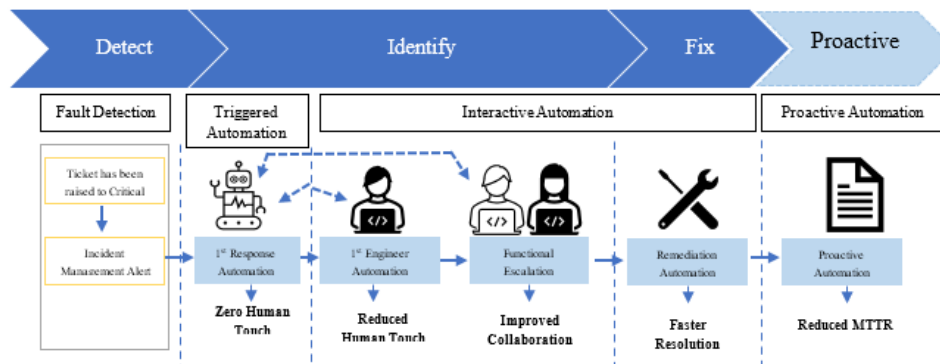 Detect
Identify
Fix
Proactive
Fault Detection
Triggered
Automation
Interactive Automation
Proactive Automation
Ticket has been
raised to Critical
Incident
Management Alert
1st Response
Automation
1st Engineer
Automation
Functional
Escalation
Remediation
Automation
Proactive
Automation
Zero Human
Touch
Reduced
Human Touch
Improved
Collaboration
Faster
Resolution
Reduced MTTR